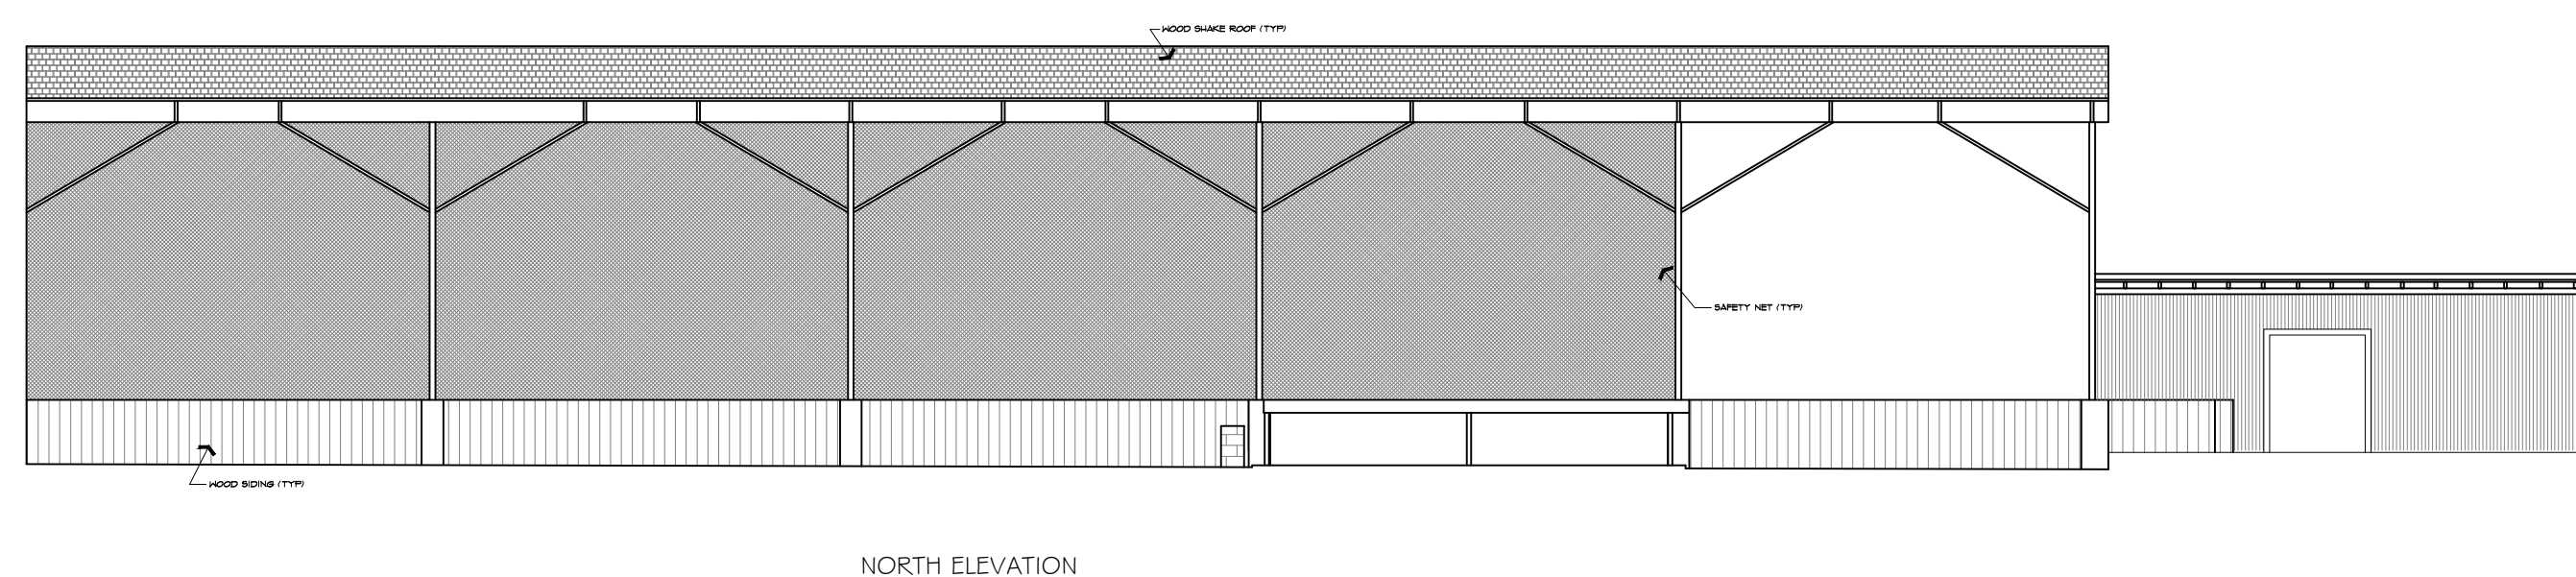 WOOD SHAKE ROOF (TYP)
SAFETY NET (TYP)
WOOD SIDING (TYP)
NORTH ELEVATION